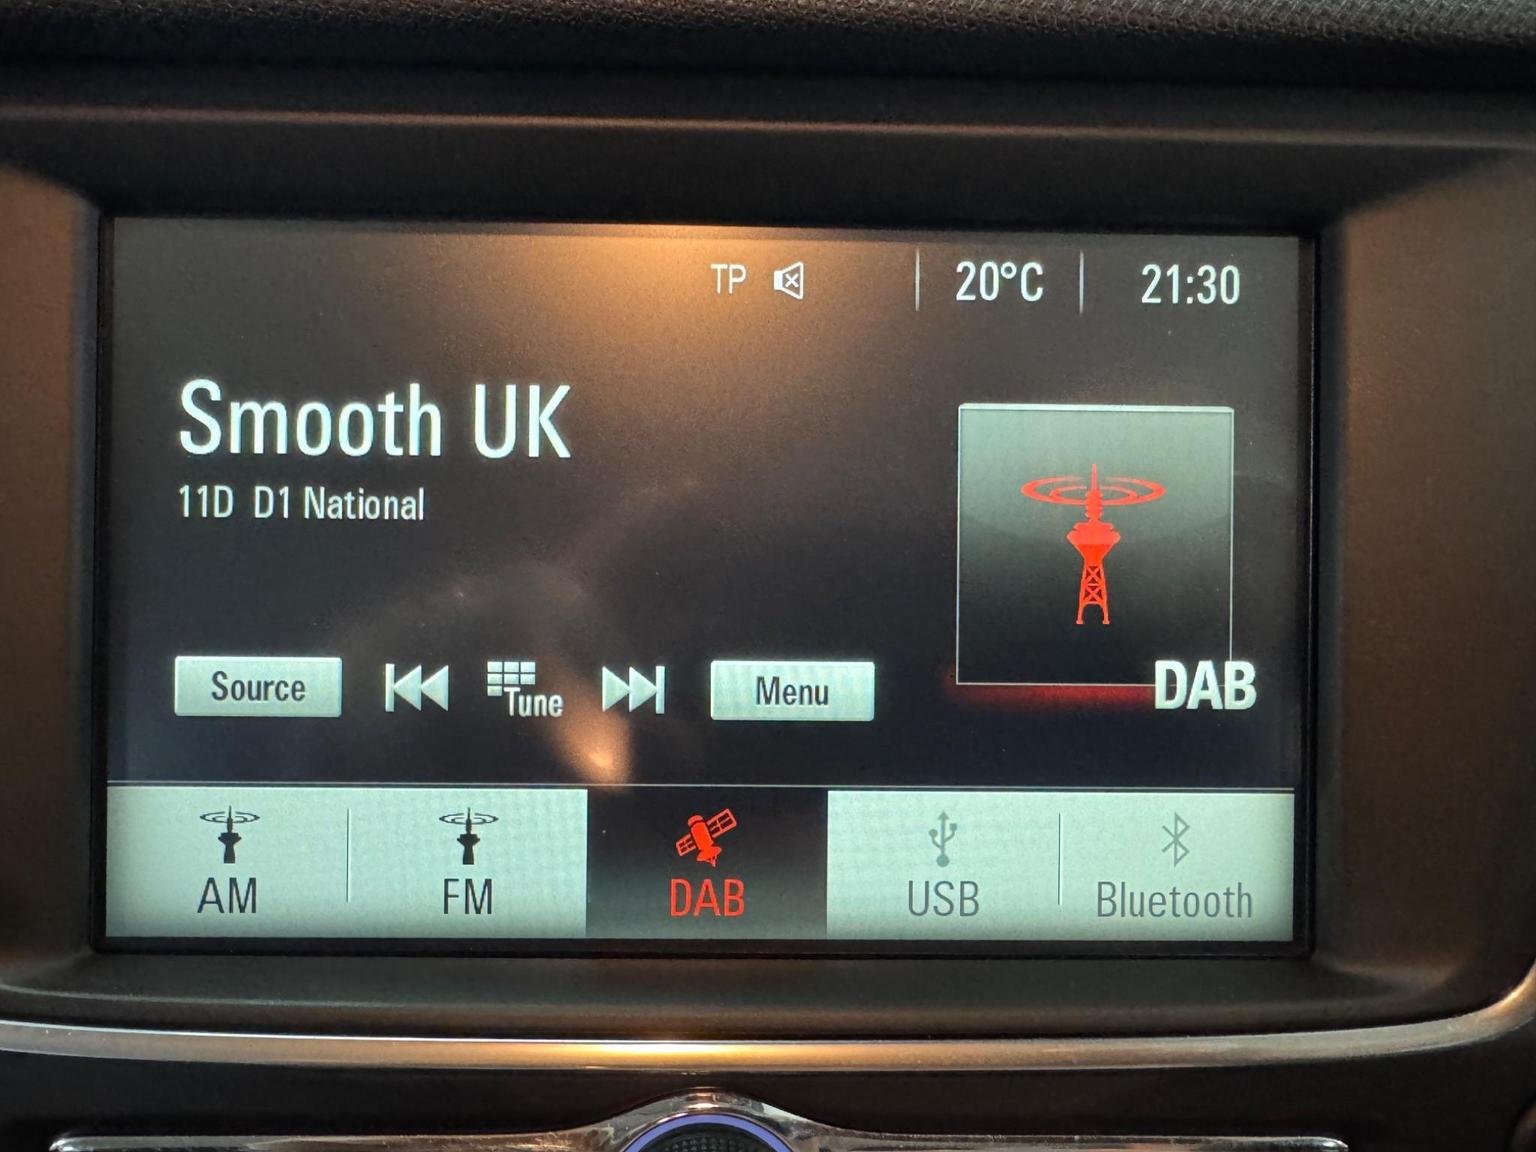 TP 20°C 21:30
Smooth UK
11D D1 National
DAB
Source Tune Menu
AM FM DAB USB Bluetooth